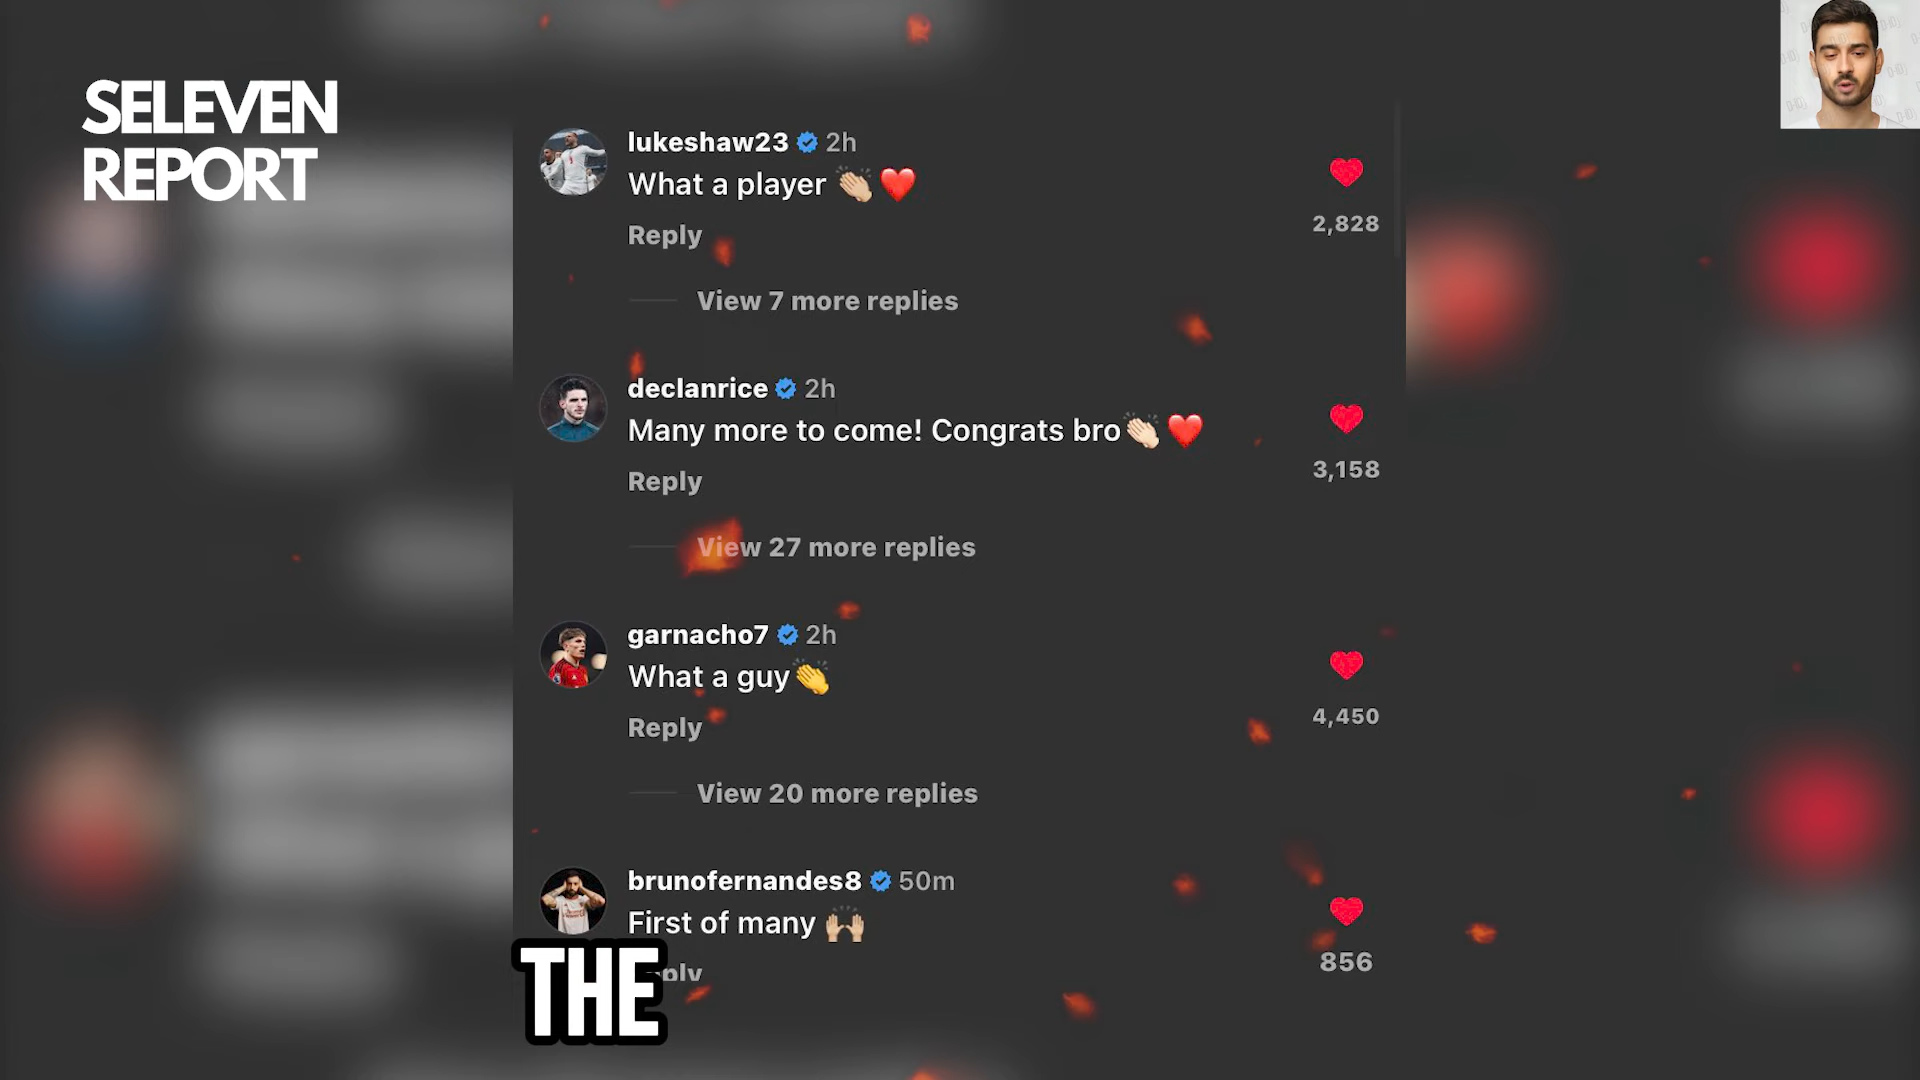 SELEVEN
REPORT
lukeshaw23 2h
What a player 👏🏼 ❤️
2,828
Reply
View 7 more replies
declanrice 2h
Many more to come! Congrats bro👏🏼 ❤️
3,158
Reply
View 27 more replies
garnacho7 2h
What a guy👏
4,450
Reply
View 20 more replies
brunofernandes8 50m
First of many 🙌🏼
856
THE